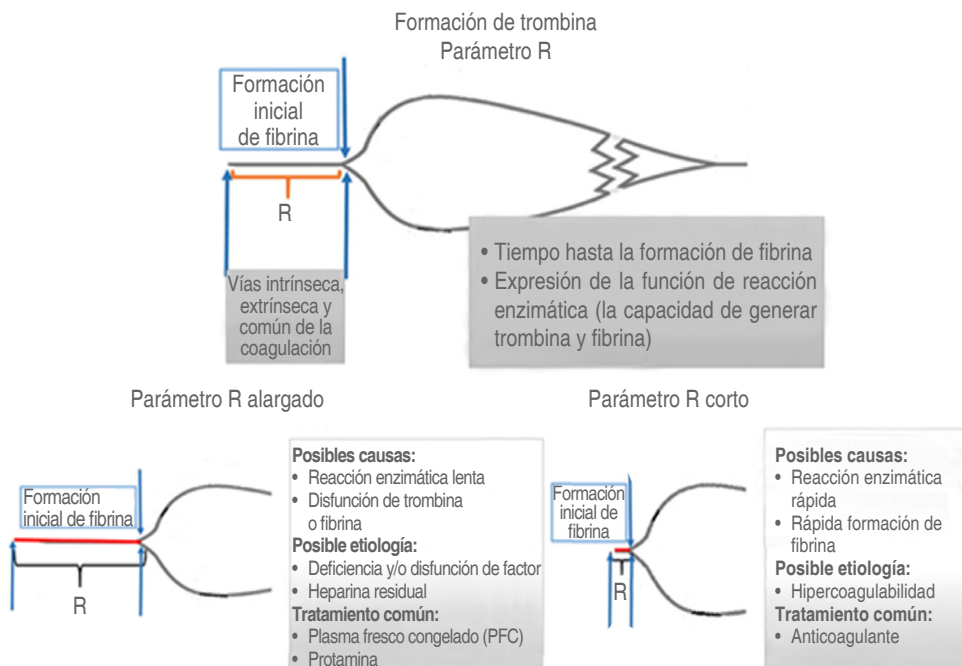 Formación de trombina
Parámetro R
Formación
inicial
de fibrina
R
Vías intrínseca,
extrínseca y
común de la
coagulación
• Tiempo hasta la formación de fibrina
• Expresión de la función de reacción
enzimática (la capacidad de generar
trombina y fibrina)
Parámetro R alargado
Formación
inicial de fibrina
R
Posibles causas:
• Reacción enzimática lenta
• Disfunción de trombina
o fibrina
Posible etiología:
• Deficiencia y/o disfunción de factor
• Heparina residual
Tratamiento común:
• Plasma fresco congelado (PFC)
• Protamina
Parámetro R corto
Formación
inicial de
fibrina
R
Posibles causas:
• Reacción enzimática
rápida
• Rápida formación de
fibrina
Posible etiología:
• Hipercoagulabilidad
Tratamiento común:
• Anticoagulante